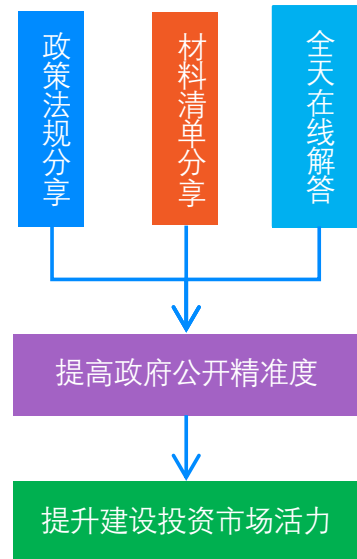 政策法规分享
材料清单分享
全天在线解答
提高政府公开精准度
提升建设投资市场活力